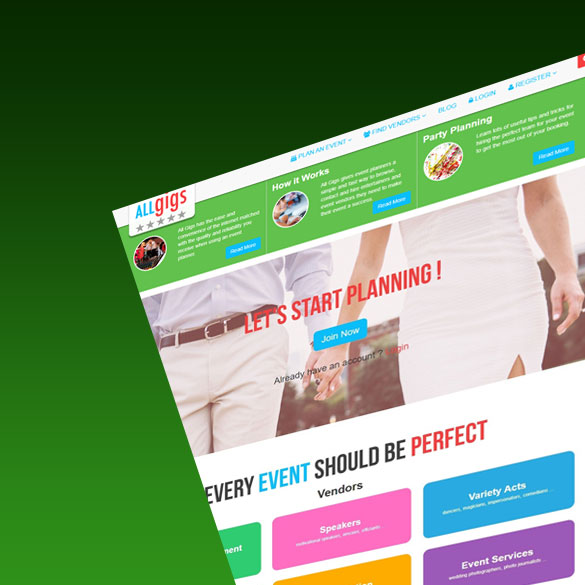 PLAN AN EVENT
FIND VENDORS
BLOG
LOGIN
REGISTER
ALLgigs
All Gigs has the ease and
convenience of the internet matched
with the quality and reliability you
receive when using an event
planner.
Read More
How it Works
All Gigs gives event planners a
simple and fast way to browse,
contact and hire entertainers and
event vendors they need to make
their event a success.
Read More
Party Planning
Learn lots of useful tips and tricks for
hiring the perfect team for your event
to get the most out of your booking.
Read More
LET'S START PLANNING !
Join Now
Already have an account ? Login
EVERY EVENT SHOULD BE PERFECT
Vendors
Speakers
motivational speakers, emcees, officiants ...
Variety Acts
dancers, magicians, impersonators, comedians ...
Event Services
wedding photographers, photo journalists ...